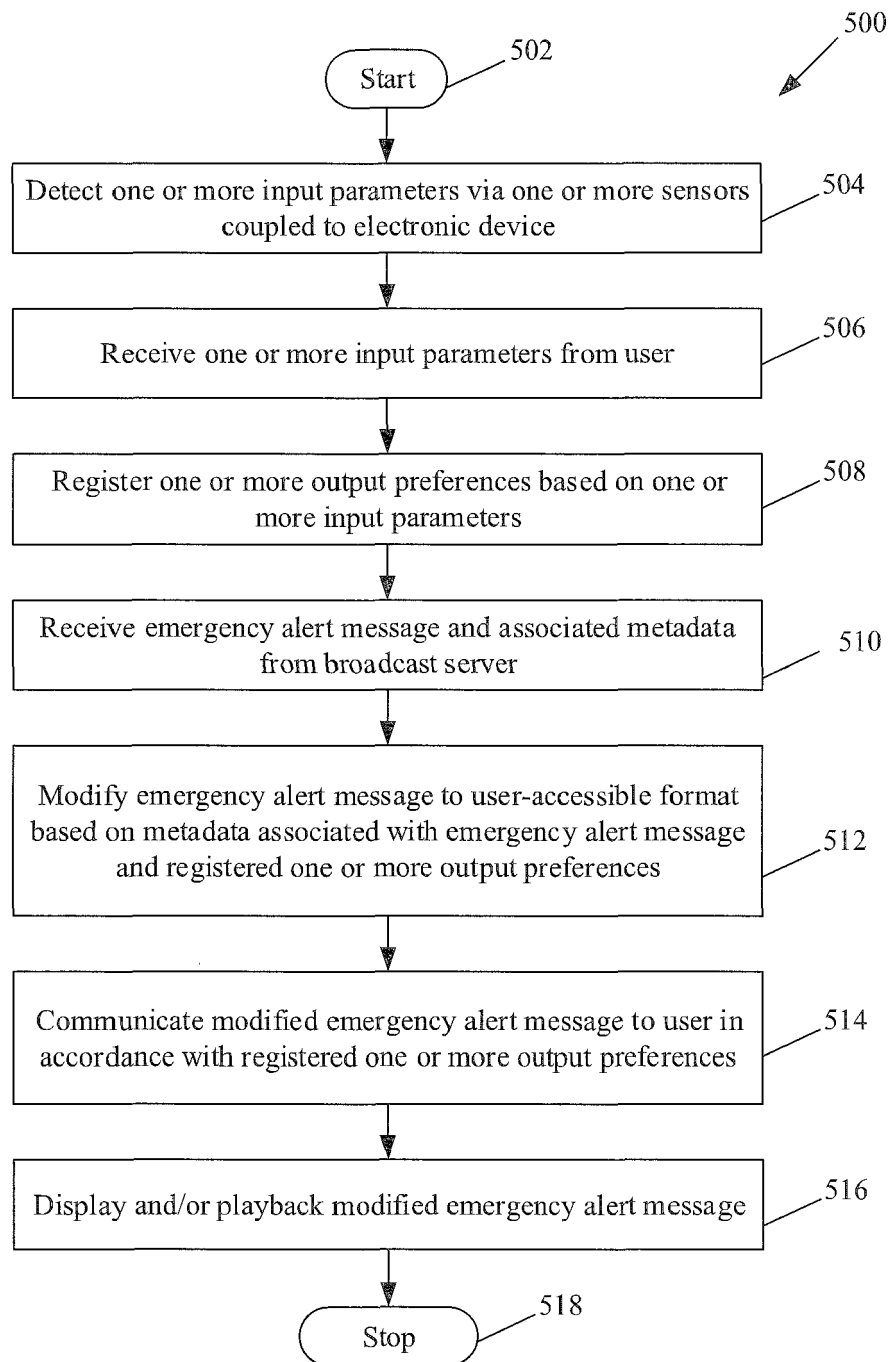 500
502
Start
Detect one or more input parameters via one or more sensors
coupled to electronic device
504
Receive one or more input parameters from user
506
Register one or more output preferences based on one or
more input parameters
508
Receive emergency alert message and associated metadata
from broadcast server
510
Modify emergency alert message to user-accessible format
based on metadata associated with emergency alert message
and registered one or more output preferences
512
Communicate modified emergency alert message to user in
accordance with registered one or more output preferences
514
Display and/or playback modified emergency alert message
516
Stop
518